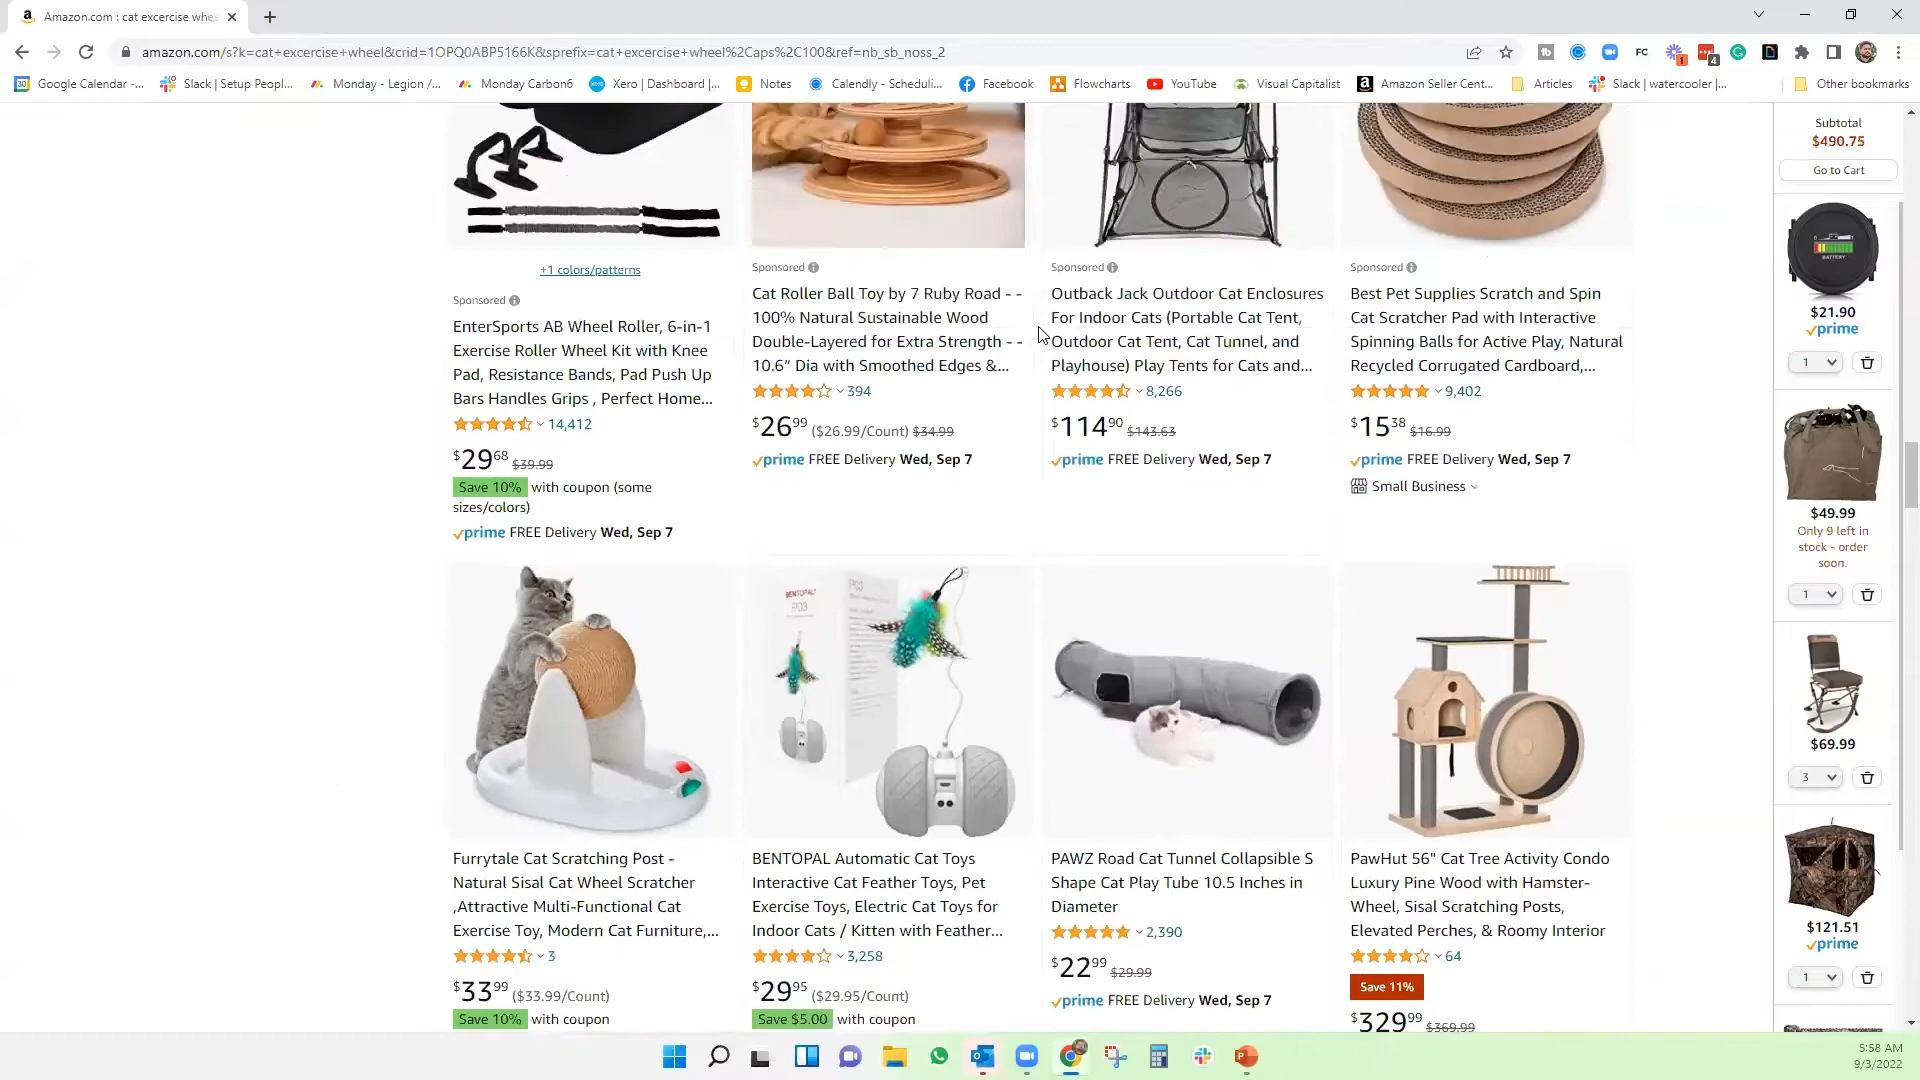 Amazon.com : cat excercise whe
amazon.com/s?k=cat+excercise+wheel&crid=1OPQ0ABP5166K&sprefix=cat+excercise+wheel%2Caps%2C100&ref=nb_sb_noss_2
Google Calendar -... Slack | Setup Peopl... Monday - Legion /... Monday Carbon6 Xero | Dashboard |... Notes Calendly - Scheduli... Facebook Flowcharts YouTube Visual Capitalist Amazon Seller Cent... Articles Slack | watercooler |... Other bookmarks
+1 colors/patterns
Sponsored
EnterSports AB Wheel Roller, 6-in-1
Exercise Roller Wheel Kit with Knee
Pad, Resistance Bands, Pad Push Up
Bars Handles Grips , Perfect Home...
14,412
$29.68 $39.99
Save 10% with coupon (some
sizes/colors)
prime FREE Delivery Wed, Sep 7
Sponsored
Cat Roller Ball Toy by 7 Ruby Road - -
100% Natural Sustainable Wood
Double-Layered for Extra Strength - -
10.6” Dia with Smoothed Edges &...
394
$26.99 ($26.99/Count) $34.99
prime FREE Delivery Wed, Sep 7
Sponsored
Outback Jack Outdoor Cat Enclosures
For Indoor Cats (Portable Cat Tent,
Outdoor Cat Tent, Cat Tunnel, and
Playhouse) Play Tents for Cats and...
8,266
$114.90 $143.63
prime FREE Delivery Wed, Sep 7
Sponsored
Best Pet Supplies Scratch and Spin
Cat Scratcher Pad with Interactive
Spinning Balls for Active Play, Natural
Recycled Corrugated Cardboard,...
9,402
$15.38 $16.99
prime FREE Delivery Wed, Sep 7
Small Business
BENTOPAL
P03
Furrytale Cat Scratching Post -
Natural Sisal Cat Wheel Scratcher
,Attractive Multi-Functional Cat
Exercise Toy, Modern Cat Furniture,...
3
$33.99 ($33.99/Count)
Save 10% with coupon
BENTOPAL Automatic Cat Toys
Interactive Cat Feather Toys, Pet
Exercise Toys, Electric Cat Toys for
Indoor Cats / Kitten with Feather...
3,258
$29.95 ($29.95/Count)
Save $5.00 with coupon
PAWZ Road Cat Tunnel Collapsible S
Shape Cat Play Tube 10.5 Inches in
Diameter
2,390
$22.99 $29.99
prime FREE Delivery Wed, Sep 7
PawHut 56" Cat Tree Activity Condo
Luxury Pine Wood with Hamster-
Wheel, Sisal Scratching Posts,
Elevated Perches, & Roomy Interior
64
Save 11%
$329.99 $369.99
Subtotal
$490.75
Go to Cart
BATTERY
$21.90
prime
1
$49.99
Only 9 left in
stock - order
soon.
1
$69.99
3
$121.51
prime
1
5:58 AM
9/3/2022